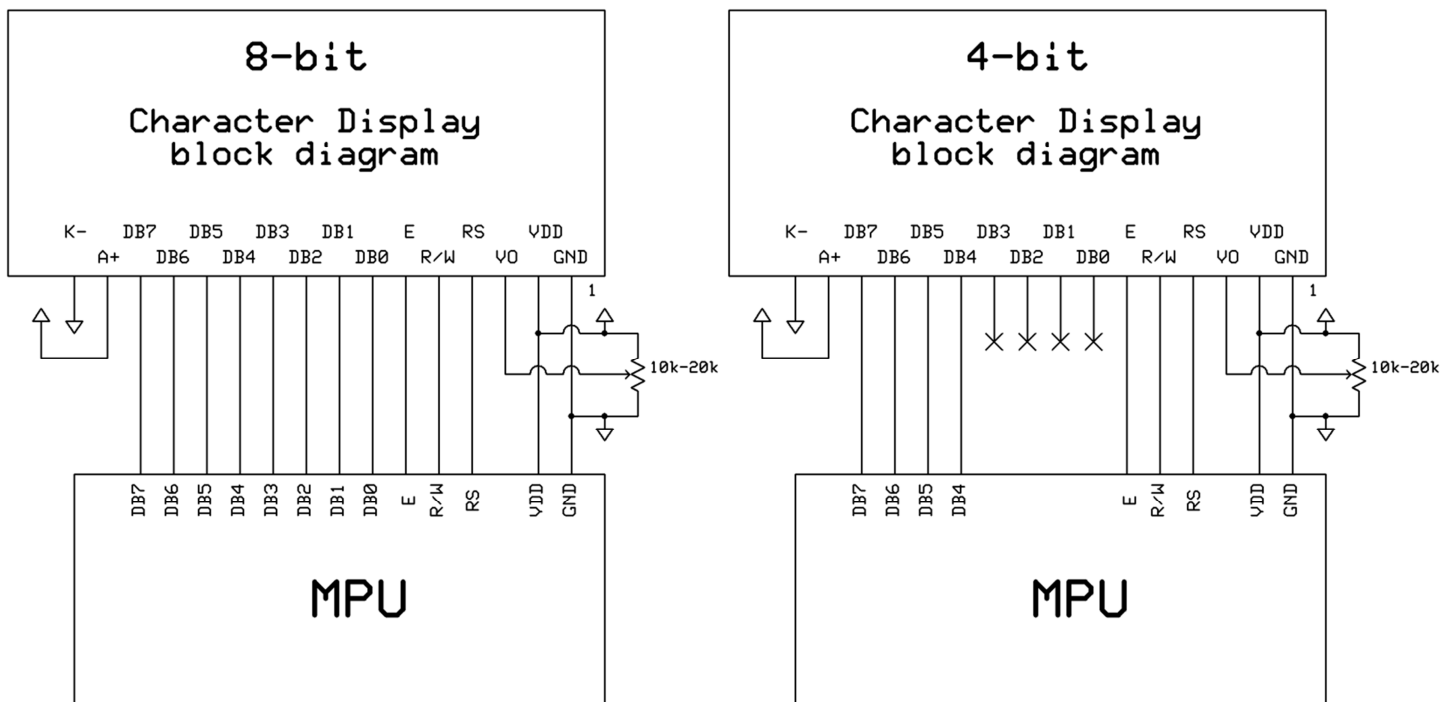 8-bit
Character Display
block diagram
K- DB7 DB5 DB3 DB1 E RS VDD
A+ DB6 DB4 DB2 DB0 R/W VO GND
1
10k-20k
DB7 DB6 DB5 DB4 DB3 DB2 DB1 DB0 E R/W RS VDD GND
MPU
4-bit
Character Display
block diagram
K- DB7 DB5 DB3 DB1 E RS VDD
A+ DB6 DB4 DB2 DB0 R/W VO GND
1
10k-20k
DB7 DB6 DB5 DB4 E R/W RS VDD GND
MPU